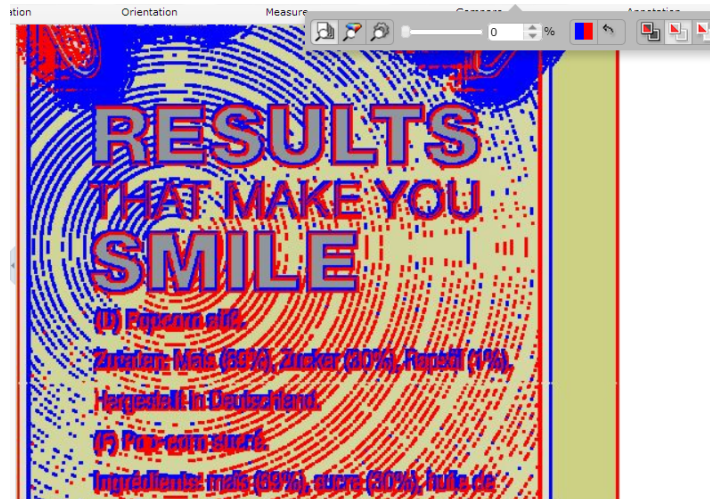 Orientation
Measure
0 %
RESULTS
THAT MAKE YOU
SMILE
(D) Popcorn süß.
Zutaten: Mais (69%), Zucker (30%), Rapsöl (1%).
Hergestellt in Deutschland.
(F) Pop-corn sucré.
Ingrédients: maïs (69%), sucre (30%), huile de